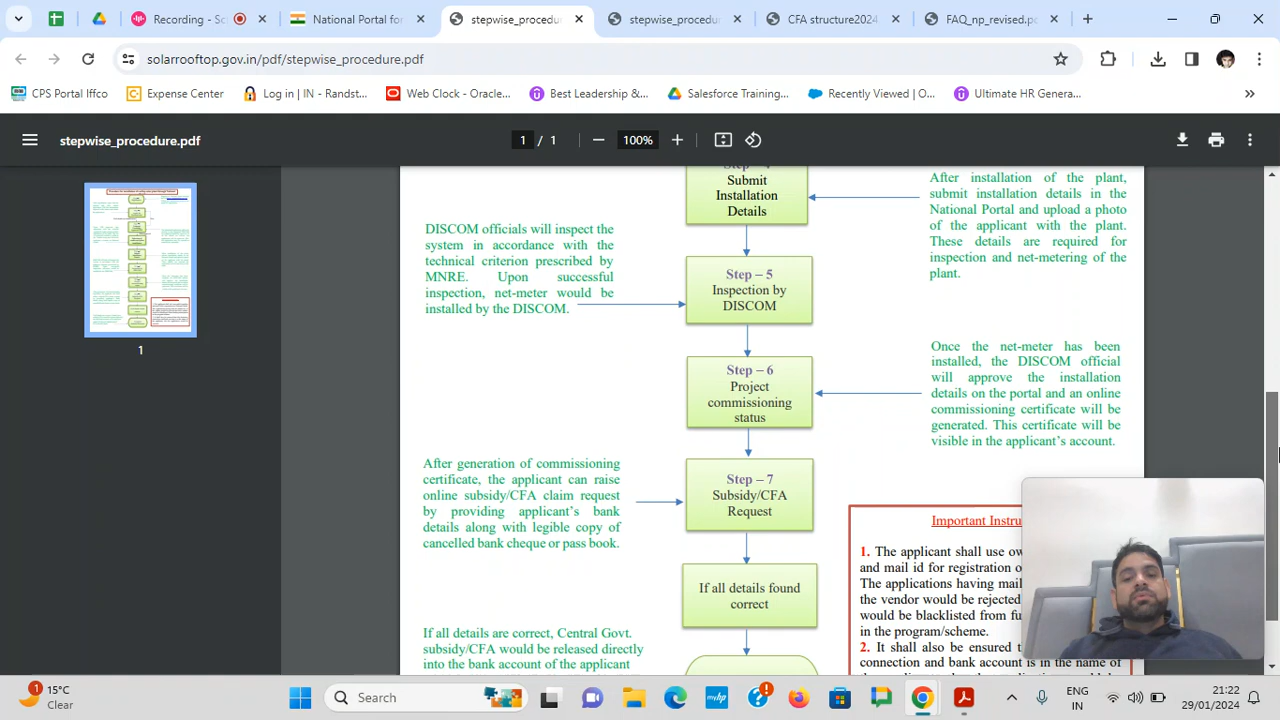 Recording - Sc
National Portal for
stepwise_procedure
stepwise_procedu
CFA structure2024
FAQ_np_revised.pd
solarrooftop.gov.in/pdf/stepwise_procedure.pdf
CPS Portal Iffco
Expense Center
Log in | IN - Randst...
Web Clock - Oracle...
Best Leadership &...
Salesforce Training...
Recently Viewed | O...
Ultimate HR Genera...
stepwise_procedure.pdf
1 / 1
100%
1
Submit
Installation
Details
After installation of the plant,
submit installation details in the
National Portal and upload a photo
of the applicant with the plant.
These details are required for
inspection and net-metering of the
plant.
DISCOM officials will inspect the
system in accordance with the
technical criterion prescribed by
MNRE. Upon successful
inspection, net-meter would be
installed by the DISCOM.
Step – 5
Inspection by
DISCOM
Step – 6
Project
commissioning
status
Once the net-meter has been
installed, the DISCOM official
will approve the installation
details on the portal and an online
commissioning certificate will be
generated. This certificate will be
visible in the applicant's account.
After generation of commissioning
certificate, the applicant can raise
online subsidy/CFA claim request
by providing applicant's bank
details along with legible copy of
cancelled bank cheque or pass book.
Step – 7
Subsidy/CFA
Request
If all details found
correct
If all details are correct, Central Govt.
subsidy/CFA would be released directly
into the bank account of the applicant
Important Instru
1. The applicant shall use ow
and mail id for registration o
The applications having mail
the vendor would be rejected
would be blacklisted from fu
in the program/scheme.
2. It shall also be ensured t
connection and bank account is in the name of
15°C
Clear
1
Search
ENG
IN
21:22
29/01/2024